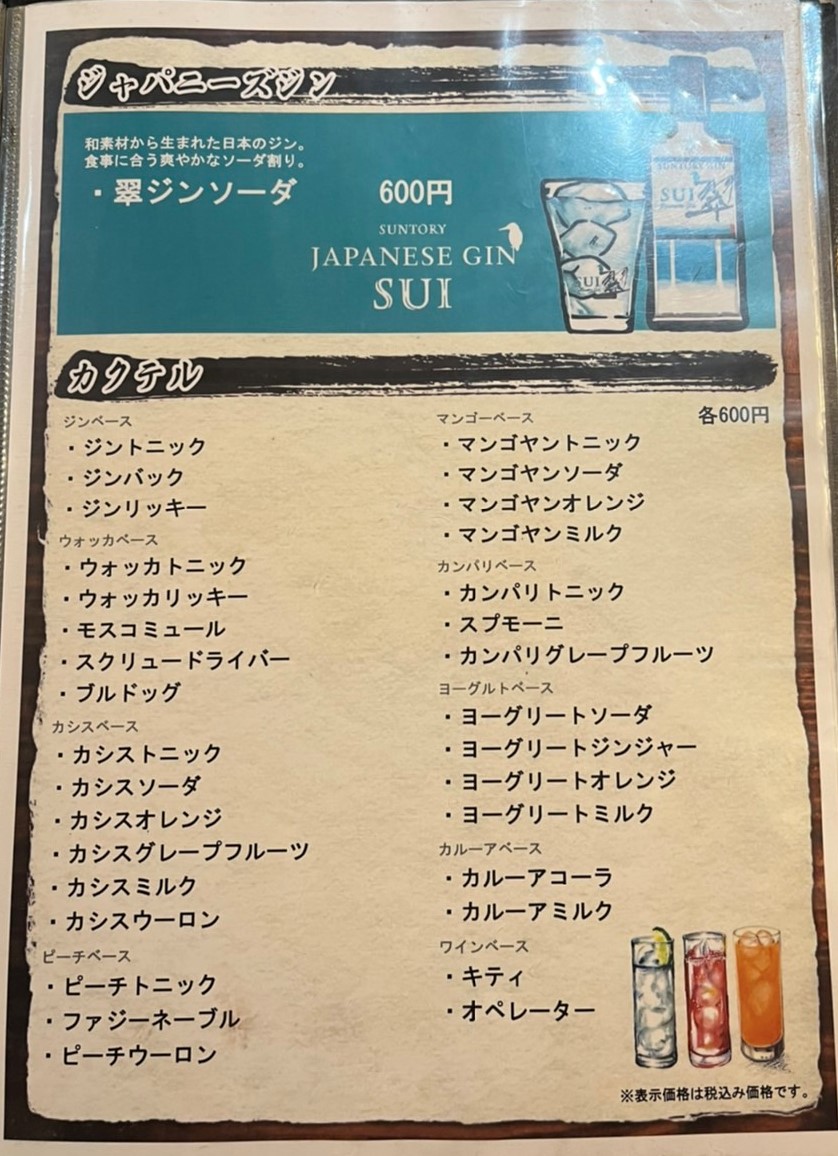 ジャパニーズジン
和素材から生まれた日本のジン。
食事に合う爽やかなソーダ割り。
・翠ジンソーダ 600円
SUNTORY
JAPANESE GIN
SUI
SUNTORY GIN
SUI 翠
SUI 翠
カクテル
各600円
ジンベース
・ジントニック
・ジンバック
・ジンリッキー
ウォッカベース
・ウォッカトニック
・ウォッカリッキー
・モスコミュール
・スクリュードライバー
・ブルドッグ
カシスベース
・カシストニック
・カシスソーダ
・カシスオレンジ
・カシスグレープフルーツ
・カシスミルク
・カシスウーロン
ピーチベース
・ピーチトニック
・ファジーネーブル
・ピーチウーロン
マンゴーベース
・マンゴヤントニック
・マンゴヤンソーダ
・マンゴヤンオレンジ
・マンゴヤンミルク
カンパリベース
・カンパリトニック
・スプモーニ
・カンパリグレープフルーツ
ヨーグルトベース
・ヨーグリートソーダ
・ヨーグリートジンジャー
・ヨーグリートオレンジ
・ヨーグリートミルク
カルーアベース
・カルーアコーラ
・カルーアミルク
ワインベース
・キティ
・オペレーター
※表示価格は税込み価格です。